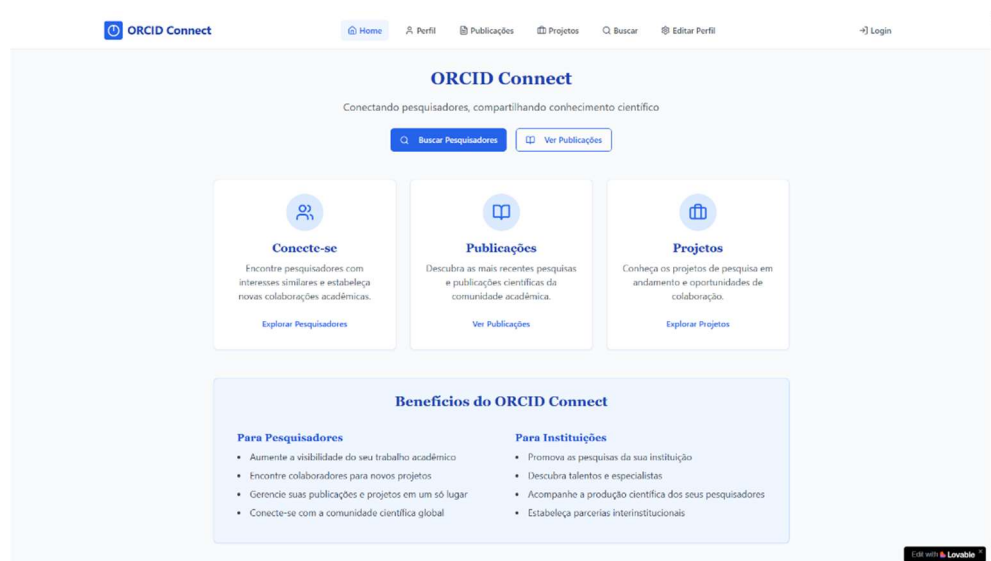 ORCID Connect
Home Perfil Publicações Projetos Buscar Editar Perfil Login
ORCID Connect
Conectando pesquisadores, compartilhando conhecimento científico
Buscar Pesquisadores Ver Publicações
Conecte-se
Encontre pesquisadores com
interesses similares e estabeleça
novas colaborações acadêmicas.
Explorar Pesquisadores
Publicações
Descubra as mais recentes pesquisas
e publicações científicas da
comunidade acadêmica.
Ver Publicações
Projetos
Conheça os projetos de pesquisa em
andamento e oportunidades de
colaboração.
Explorar Projetos
Benefícios do ORCID Connect
Para Pesquisadores
• Aumente a visibilidade do seu trabalho acadêmico
• Encontre colaboradores para novos projetos
• Gerencie suas publicações e projetos em um só lugar
• Conecte-se com a comunidade científica global
Para Instituições
• Promova as pesquisas da sua instituição
• Descubra talentos e especialistas
• Acompanhe a produção científica dos seus pesquisadores
• Estabeleça parcerias interinstitucionais
Edit with Lovable